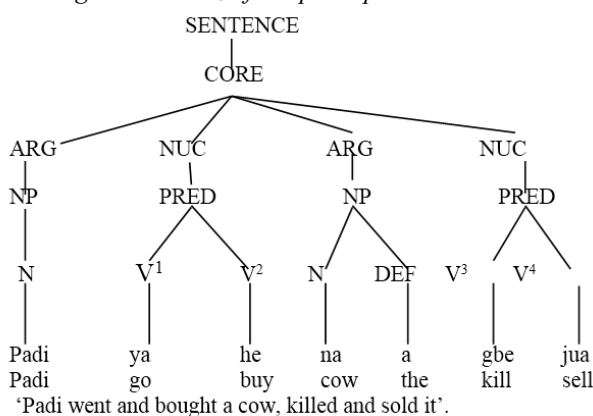 SENTENCE
CORE
ARG NUC ARG NUC
NP PRED NP PRED
N V¹ V² N DEF V³ V⁴
Padi ya he na a gbe jua
Padi go buy cow the kill sell
‘Padi went and bought a cow, killed and sold it’.